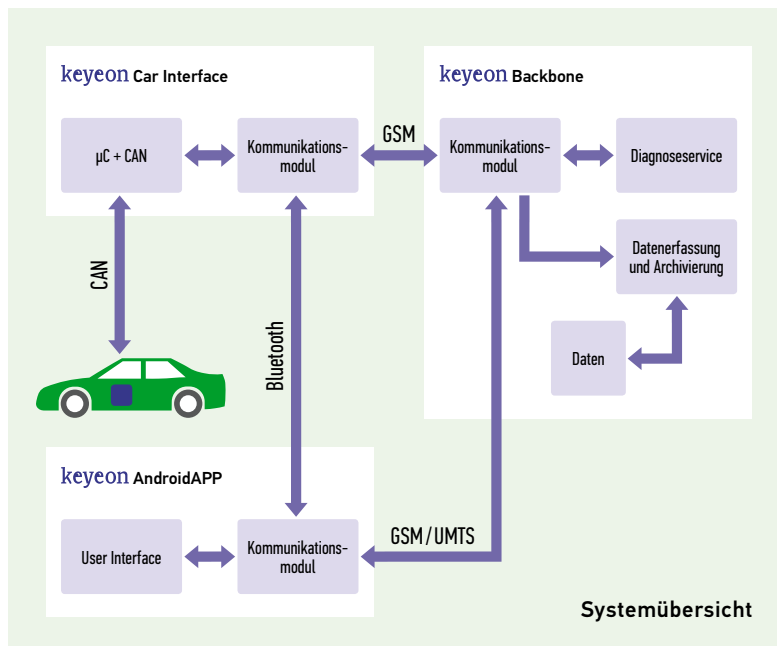 keyeon Car Interface
µC + CAN
Kommunikations-
modul
GSM
keyeon Backbone
Kommunikations-
modul
Diagnoseservice
Datenerfassung
und Archivierung
Daten
CAN
Bluetooth
keyeon AndroidAPP
User Interface
Kommunikations-
modul
GSM / UMTS
Systemübersicht